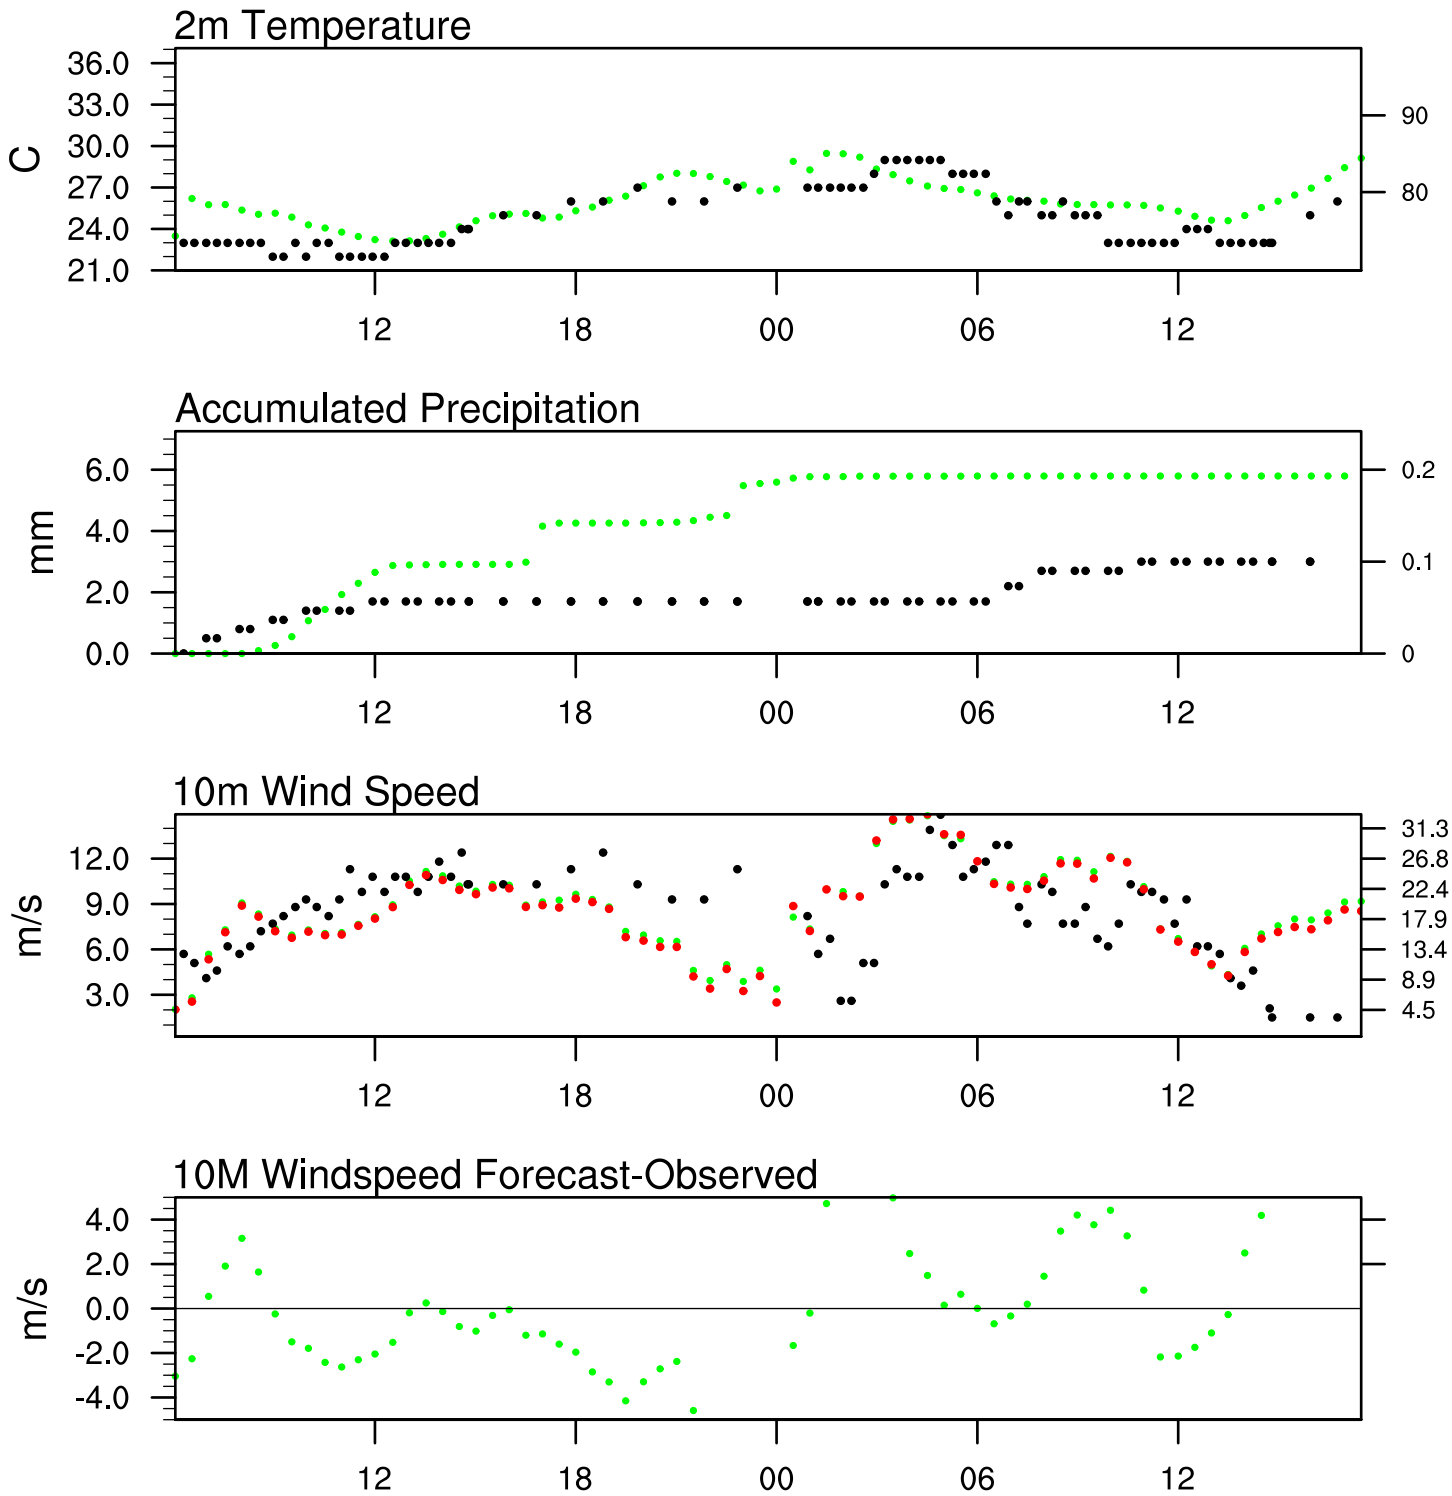 2m Temperature
36.0
33.0
90
30.0
C
27.0
80
24.0
21.0
12 18 00 06 12
Accumulated Precipitation
6.0
0.2
4.0
mm
0.1
2.0
0.0
0
12 18 00 06 12
10m Wind Speed
31.3
12.0
26.8
22.4
9.0
m/s
17.9
6.0
13.4
8.9
3.0
4.5
12 18 00 06 12
10M Windspeed Forecast-Observed
4.0
2.0
0.0
m/s
-2.0
-4.0
12 18 00 06 12